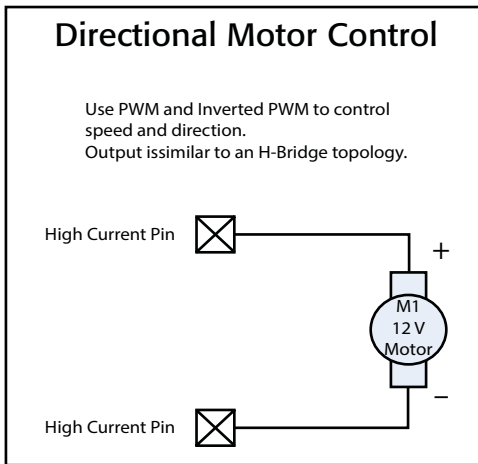 Directional Motor Control
Use PWM and Inverted PWM to control
speed and direction.
Output issimilar to an H-Bridge topology.
High Current Pin
+
M1
12 V
Motor
−
High Current Pin